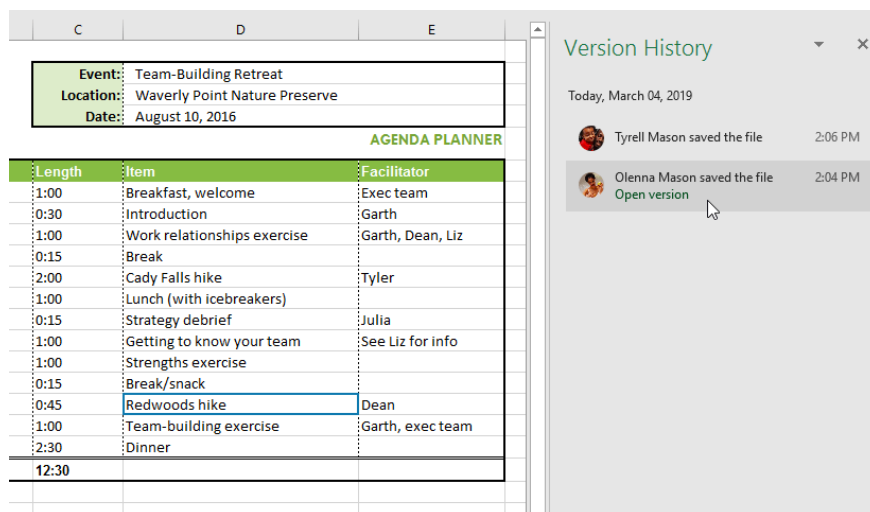 C D E
Event: Team-Building Retreat
Location: Waverly Point Nature Preserve
Date: August 10, 2016
AGENDA PLANNER
Length Item Facilitator
1:00 Breakfast, welcome Exec team
0:30 Introduction Garth
1:00 Work relationships exercise Garth, Dean, Liz
0:15 Break
2:00 Cady Falls hike Tyler
1:00 Lunch (with icebreakers)
0:15 Strategy debrief Julia
1:00 Getting to know your team See Liz for info
1:00 Strengths exercise
0:15 Break/snack
0:45 Redwoods hike Dean
1:00 Team-building exercise Garth, exec team
2:30 Dinner
12:30
Version History
Today, March 04, 2019
Tyrell Mason saved the file 2:06 PM
Olenna Mason saved the file 2:04 PM
Open version